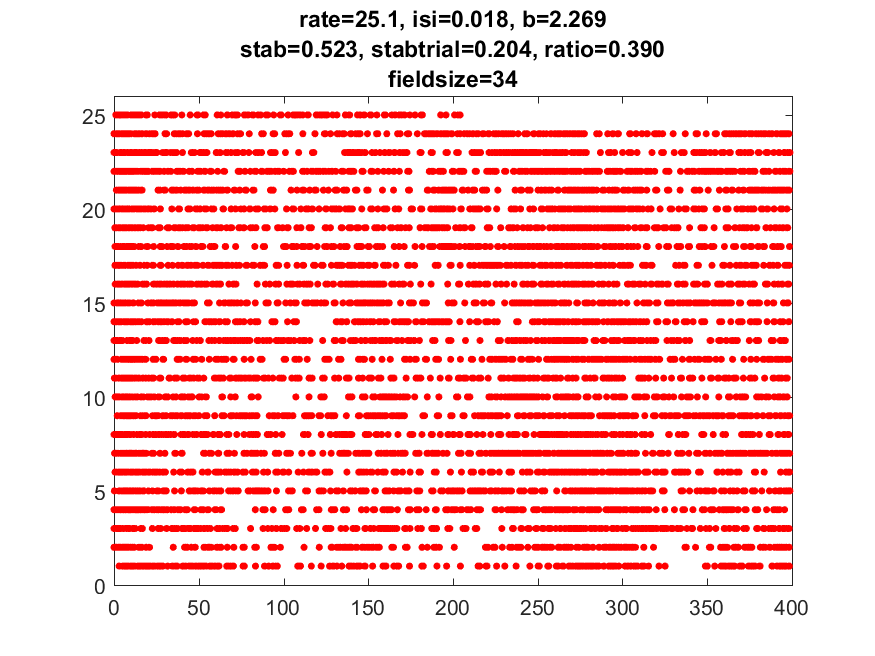 rate=25.1, isi=0.018, b=2.269
stab=0.523, stabtrial=0.204, ratio=0.390
fieldsize=34
25
20
15
10
5
0
0 50 100 150 200 250 300 350 400